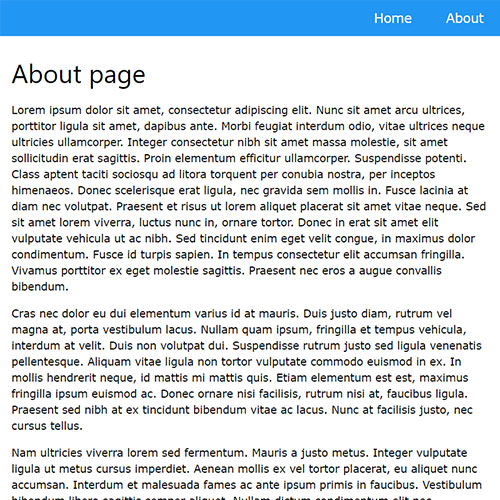 Home About
About page
Lorem ipsum dolor sit amet, consectetur adipiscing elit. Nunc sit amet arcu ultrices,
porttitor ligula sit amet, dapibus ante. Morbi feugiat interdum odio, vitae ultrices neque
ultricies ullamcorper. Integer consectetur nibh sit amet massa molestie, sit amet
sollicitudin erat sagittis. Proin elementum efficitur ullamcorper. Suspendisse potenti.
Class aptent taciti sociosqu ad litora torquent per conubia nostra, per inceptos
himenaeos. Donec scelerisque erat ligula, nec gravida sem mollis in. Fusce lacinia at
diam nec volutpat. Praesent et risus ut lorem aliquet placerat sit amet vitae neque. Sed
sit amet lorem viverra, luctus nunc in, ornare tortor. Donec in erat sit amet elit
vulputate vehicula ut ac nibh. Sed tincidunt enim eget velit congue, in maximus dolor
condimentum. Fusce id turpis sapien. In tempus consectetur elit accumsan fringilla.
Vivamus porttitor ex eget molestie sagittis. Praesent nec eros a augue convallis
bibendum.
Cras nec dolor eu dui elementum varius id at mauris. Duis justo diam, rutrum vel
magna at, porta vestibulum lacus. Nullam quam ipsum, fringilla et tempus vehicula,
interdum at velit. Duis non volutpat dui. Suspendisse rutrum justo sed ligula venenatis
pellentesque. Aliquam vitae ligula non tortor vulputate commodo euismod in ex. In
mollis hendrerit neque, id mattis mi mattis quis. Etiam elementum est est, maximus
fringilla ipsum euismod ac. Donec ornare nisi facilisis, rutrum nisi at, faucibus ligula.
Praesent sed nibh at ex tincidunt bibendum vitae ac lacus. Nunc at facilisis justo, nec
cursus tellus.
Nam ultricies viverra lorem sed fermentum. Mauris a justo metus. Integer vulputate
ligula ut metus cursus imperdiet. Aenean mollis ex vel tortor placerat, eu aliquet nunc
accumsan. Interdum et malesuada fames ac ante ipsum primis in faucibus. Vestibulum
bibendum libero sagittis semper aliquet. Nullam dictum condimentum elit nec